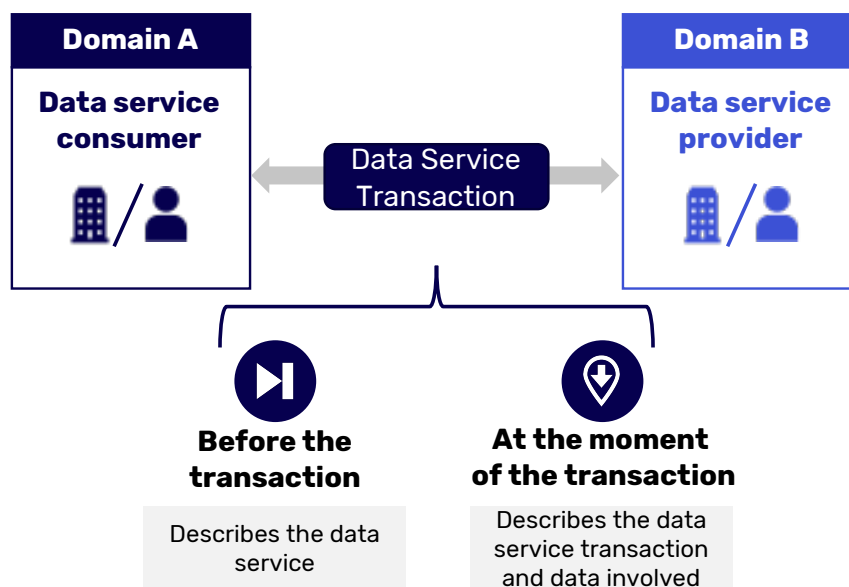 Domain A
Data service
consumer
Data Service
Transaction
Domain B
Data service
provider
Before the
transaction
Describes the data
service
At the moment
of the transaction
Describes the data
service transaction
and data involved